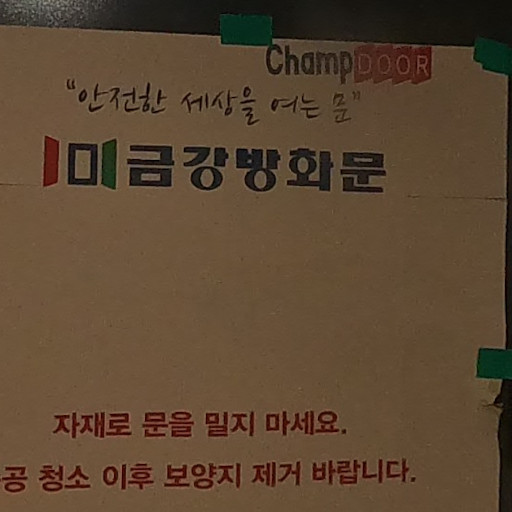 ChampDOOR
"안전한 세상을 여는 문"
금강방화문
자재로 문을 밀지 마세요.
공 청소 이후 보양지 제거 바랍니다.